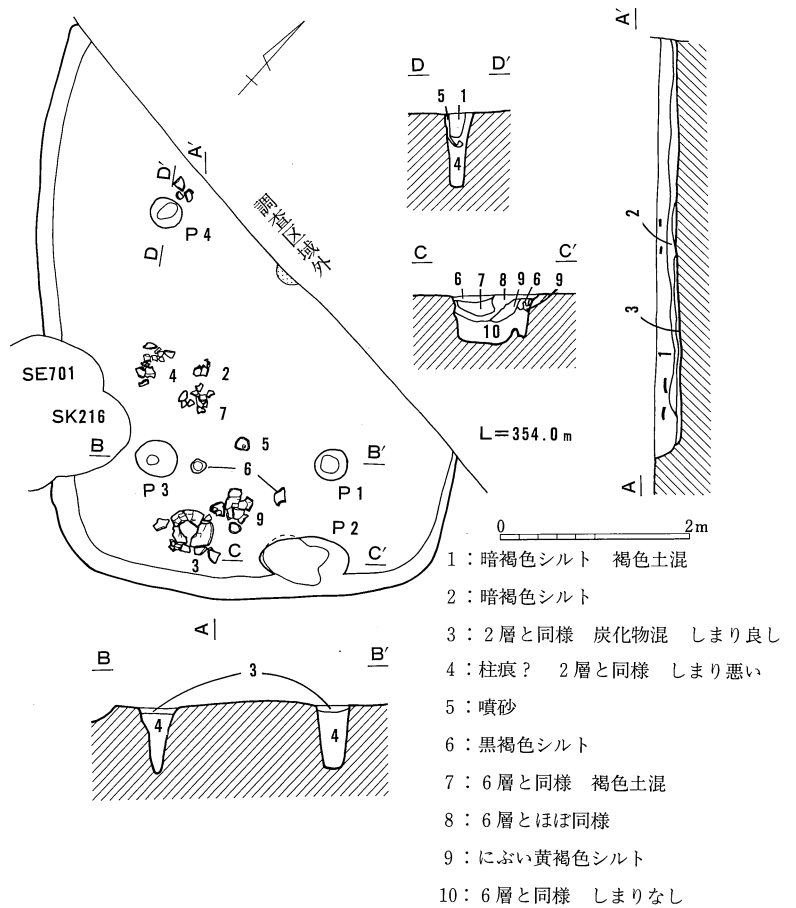 A′
D D′
5 1
4
A′
D′
P4
D
調査区域外
2
3
1
C C′
6 7 8 9 6 9
10
SE701
SK216
4 2
7
L=354.0m
B B′
5
6
P3 P1
9 P2
3 C C′
A
A
0 2m
B B′
3
4 4
1：暗褐色シルト 褐色土混
2：暗褐色シルト
3：2層と同様 炭化物混 しまり良し
4：柱痕？ 2層と同様 しまり悪い
5：噴砂
6：黒褐色シルト
7：6層と同様 褐色土混
8：6層とほぼ同様
9：にぶい黄褐色シルト
10：6層と同様 しまりなし